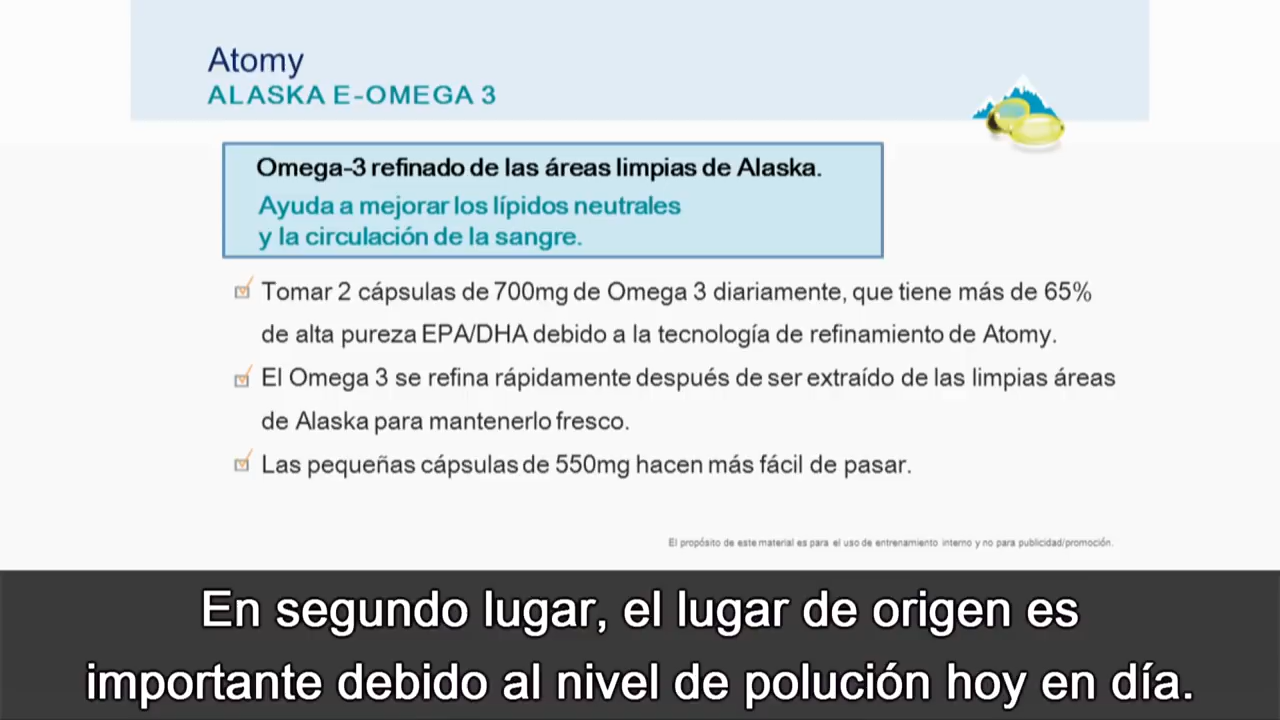 Atomy
ALASKA E-OMEGA 3
Omega-3 refinado de las áreas limpias de Alaska.
Ayuda a mejorar los lípidos neutrales
y la circulación de la sangre.
Tomar 2 cápsulas de 700mg de Omega 3 diariamente, que tiene más de 65%
de alta pureza EPA/DHA debido a la tecnología de refinamiento de Atomy.
El Omega 3 se refina rápidamente después de ser extraído de las limpias áreas
de Alaska para mantenerlo fresco.
Las pequeñas cápsulas de 550mg hacen más fácil de pasar.
El propósito de este material es para el uso de entrenamiento interno y no para publicidad/promoción.
En segundo lugar, el lugar de origen es
importante debido al nivel de polución hoy en día.